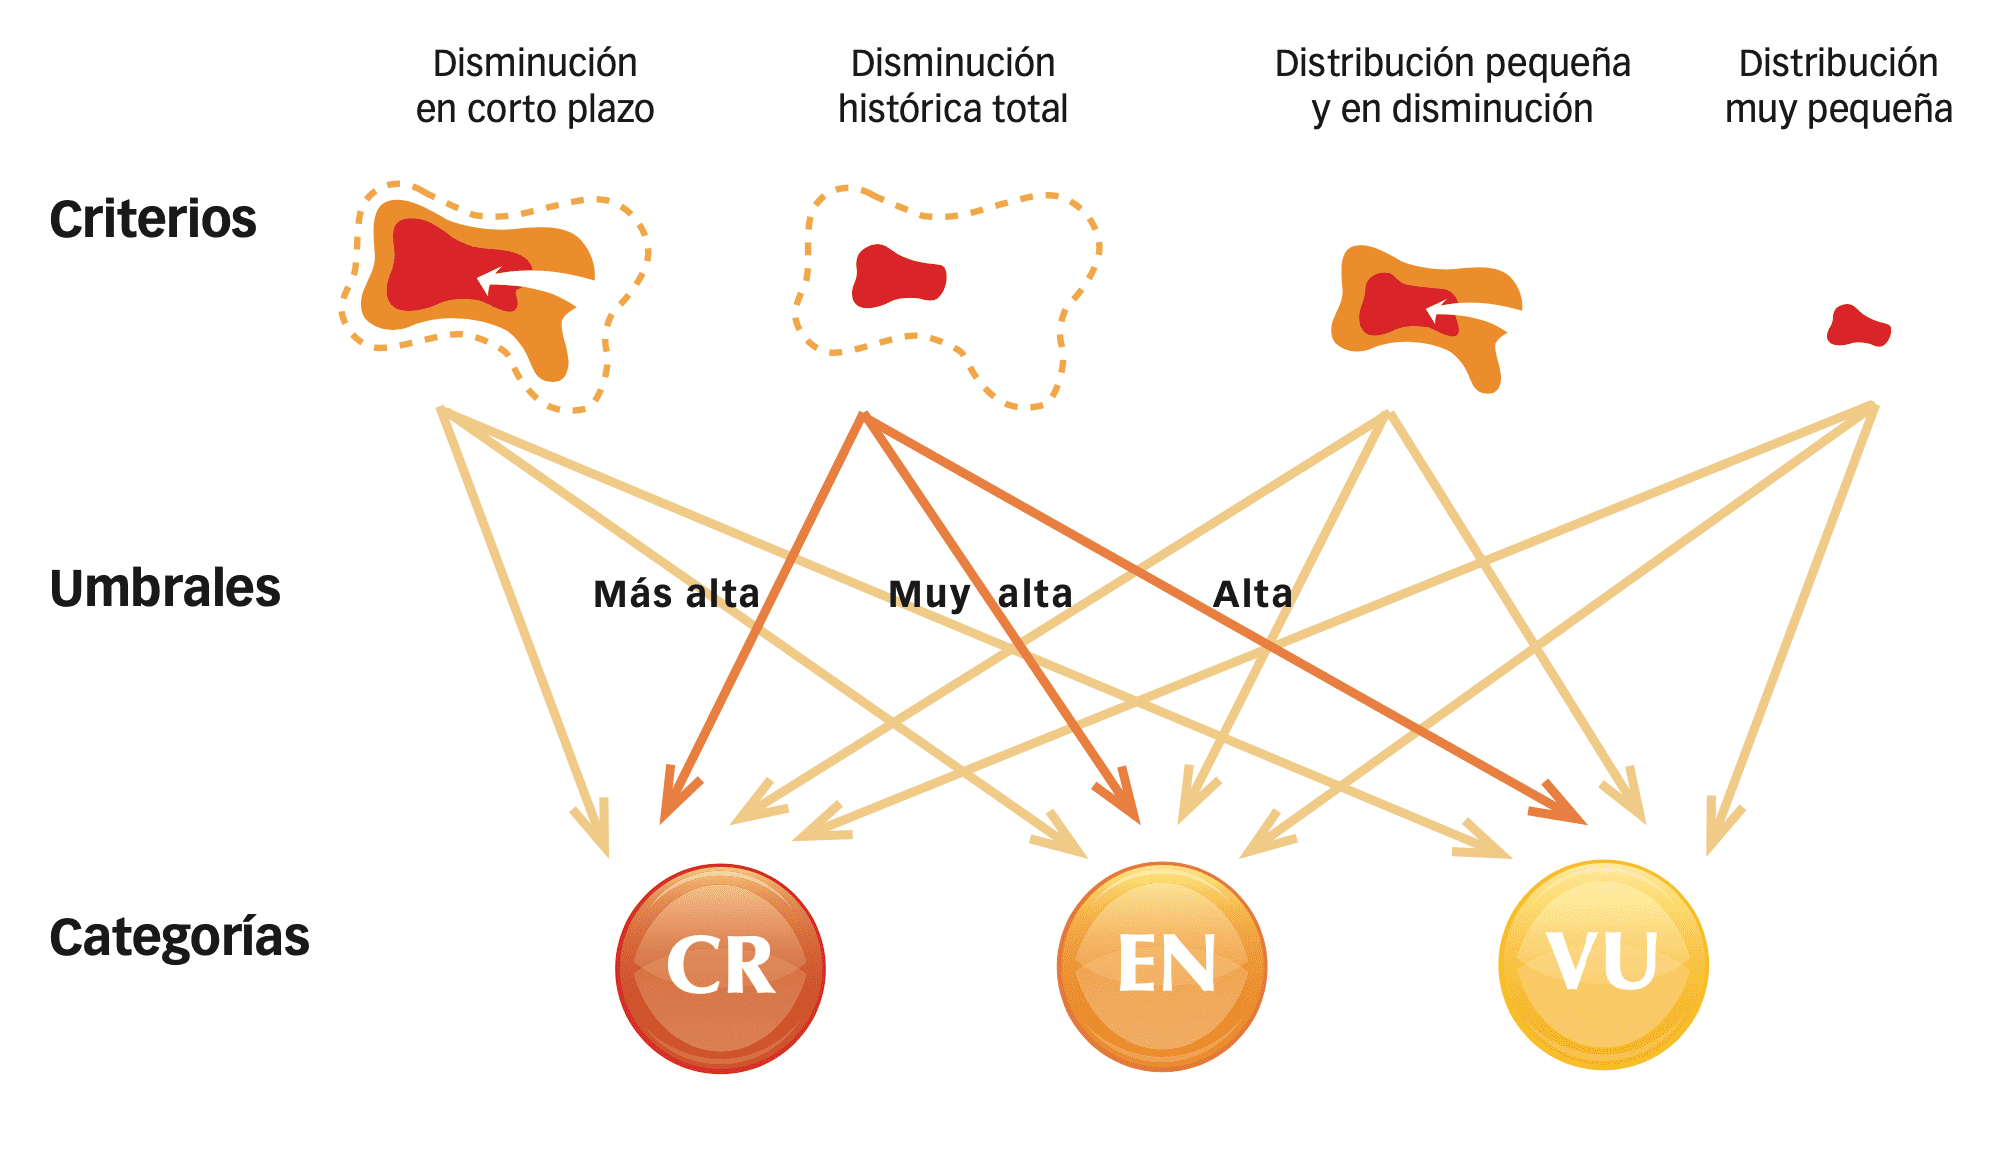 Disminución
en corto plazo
Disminución
histórica total
Distribución pequeña
y en disminución
Distribución
muy pequeña
Criterios
Umbrales
Más alta
Muy alta
Alta
Categorías
CR
EN
VU